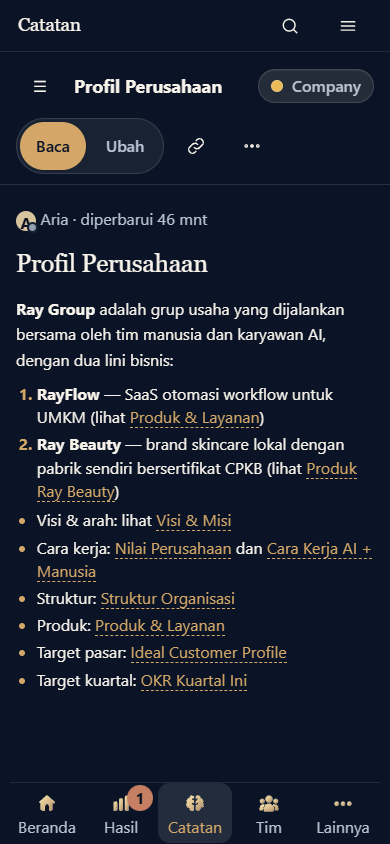 Catatan
☰ Profil Perusahaan Company
Baca Ubah
A Aria · diperbarui 46 mnt
Profil Perusahaan
Ray Group adalah grup usaha yang dijalankan
bersama oleh tim manusia dan karyawan AI,
dengan dua lini bisnis:
1. RayFlow — SaaS otomasi workflow untuk
UMKM (lihat Produk & Layanan)
2. Ray Beauty — brand skincare lokal dengan
pabrik sendiri bersertifikat CPKB (lihat Produk
Ray Beauty)
• Visi & arah: lihat Visi & Misi
• Cara kerja: Nilai Perusahaan dan Cara Kerja AI +
Manusia
• Struktur: Struktur Organisasi
• Produk: Produk & Layanan
• Target pasar: Ideal Customer Profile
• Target kuartal: OKR Kuartal Ini
1
Beranda Hasil Catatan Tim Lainnya